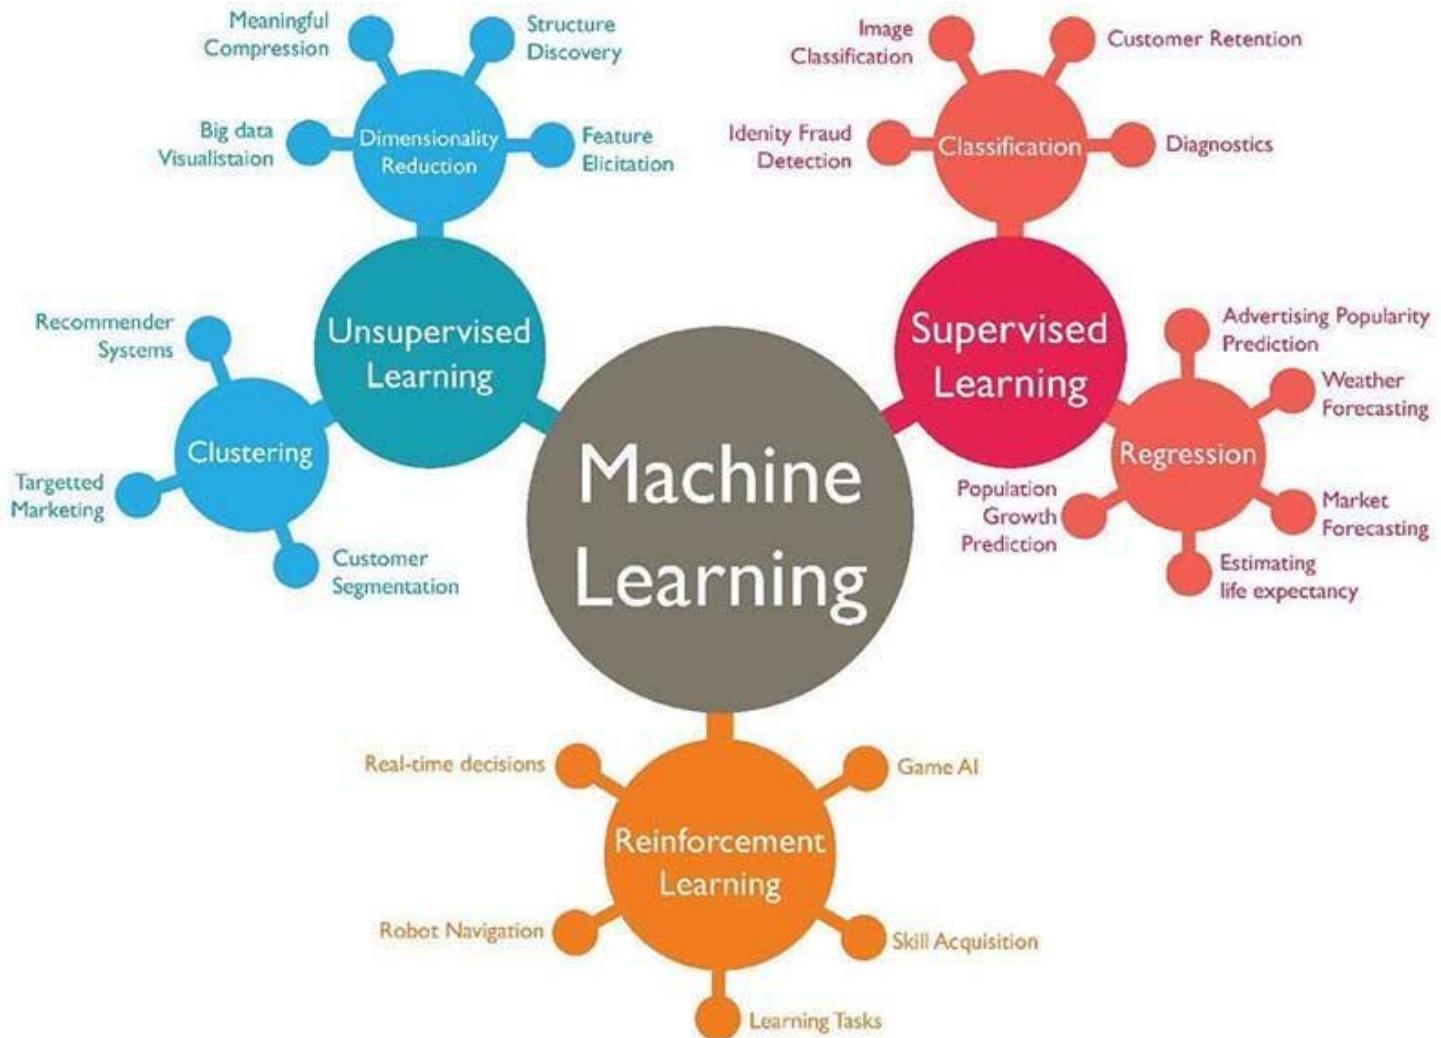 Meaningful
Compression
Structure
Discovery
Big data
Visualistaion
Dimensionality
Reduction
Feature
Elicitation
Image
Classification
Customer Retention
Idenity Fraud
Detection
Classification
Diagnostics
Unsupervised
Learning
Recommender
Systems
Clustering
Targetted
Marketing
Customer
Segmentation
Supervised
Learning
Advertising Popularity
Prediction
Weather
Forecasting
Regression
Population
Growth
Prediction
Market
Forecasting
Estimating
life expectancy
Machine
Learning
Real-time decisions
Game AI
Reinforcement
Learning
Robot Navigation
Skill Acquisition
Learning Tasks